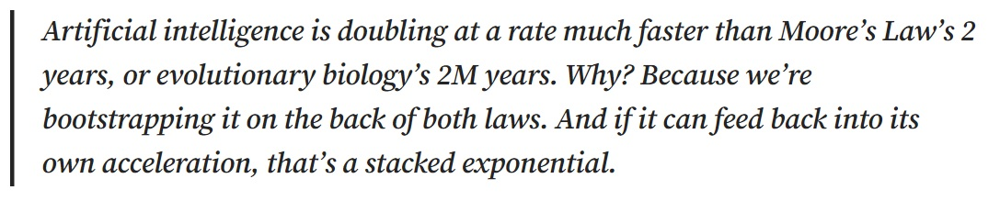 Artificial intelligence is doubling at a rate much faster than Moore’s Law’s 2
years, or evolutionary biology’s 2M years. Why? Because we’re
bootstrapping it on the back of both laws. And if it can feed back into its
own acceleration, that’s a stacked exponential.